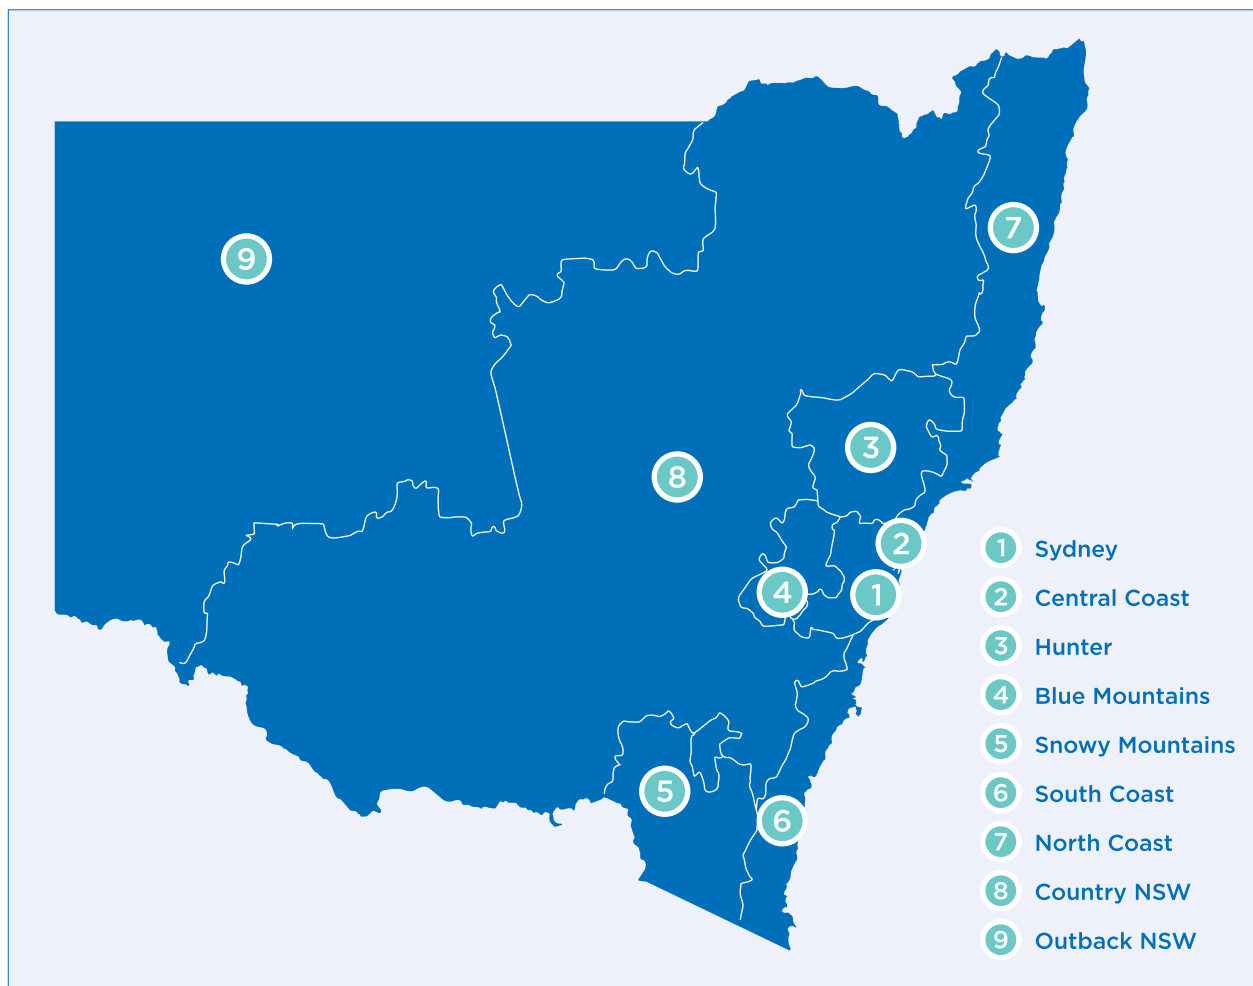 9
7
3
8
2
4
1
5
6
1 Sydney
2 Central Coast
3 Hunter
4 Blue Mountains
5 Snowy Mountains
6 South Coast
7 North Coast
8 Country NSW
9 Outback NSW